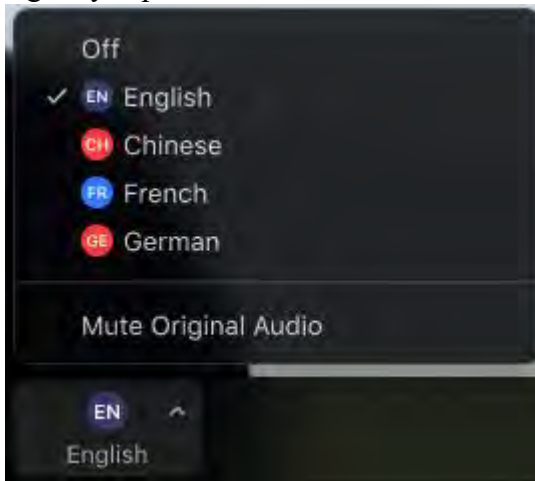 Off
EN English
CH Chinese
FR French
GE German
Mute Original Audio
EN
English